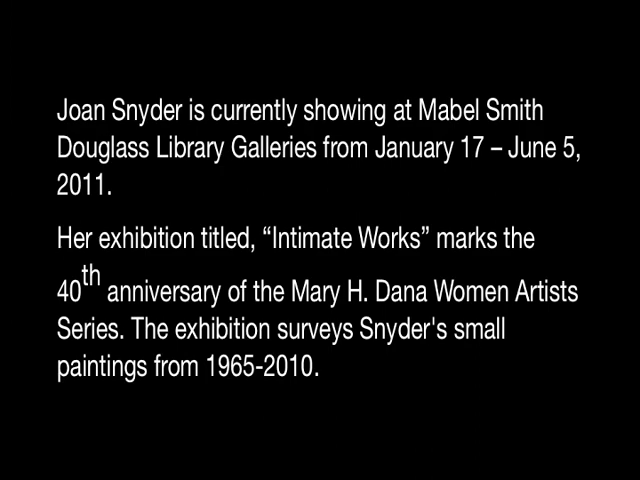 Joan Snyder is currently showing at Mabel Smith
Douglass Library Galleries from January 17 – June 5,
2011.
Her exhibition titled, “Intimate Works” marks the
40th anniversary of the Mary H. Dana Women Artists
Series. The exhibition surveys Snyder's small
paintings from 1965-2010.